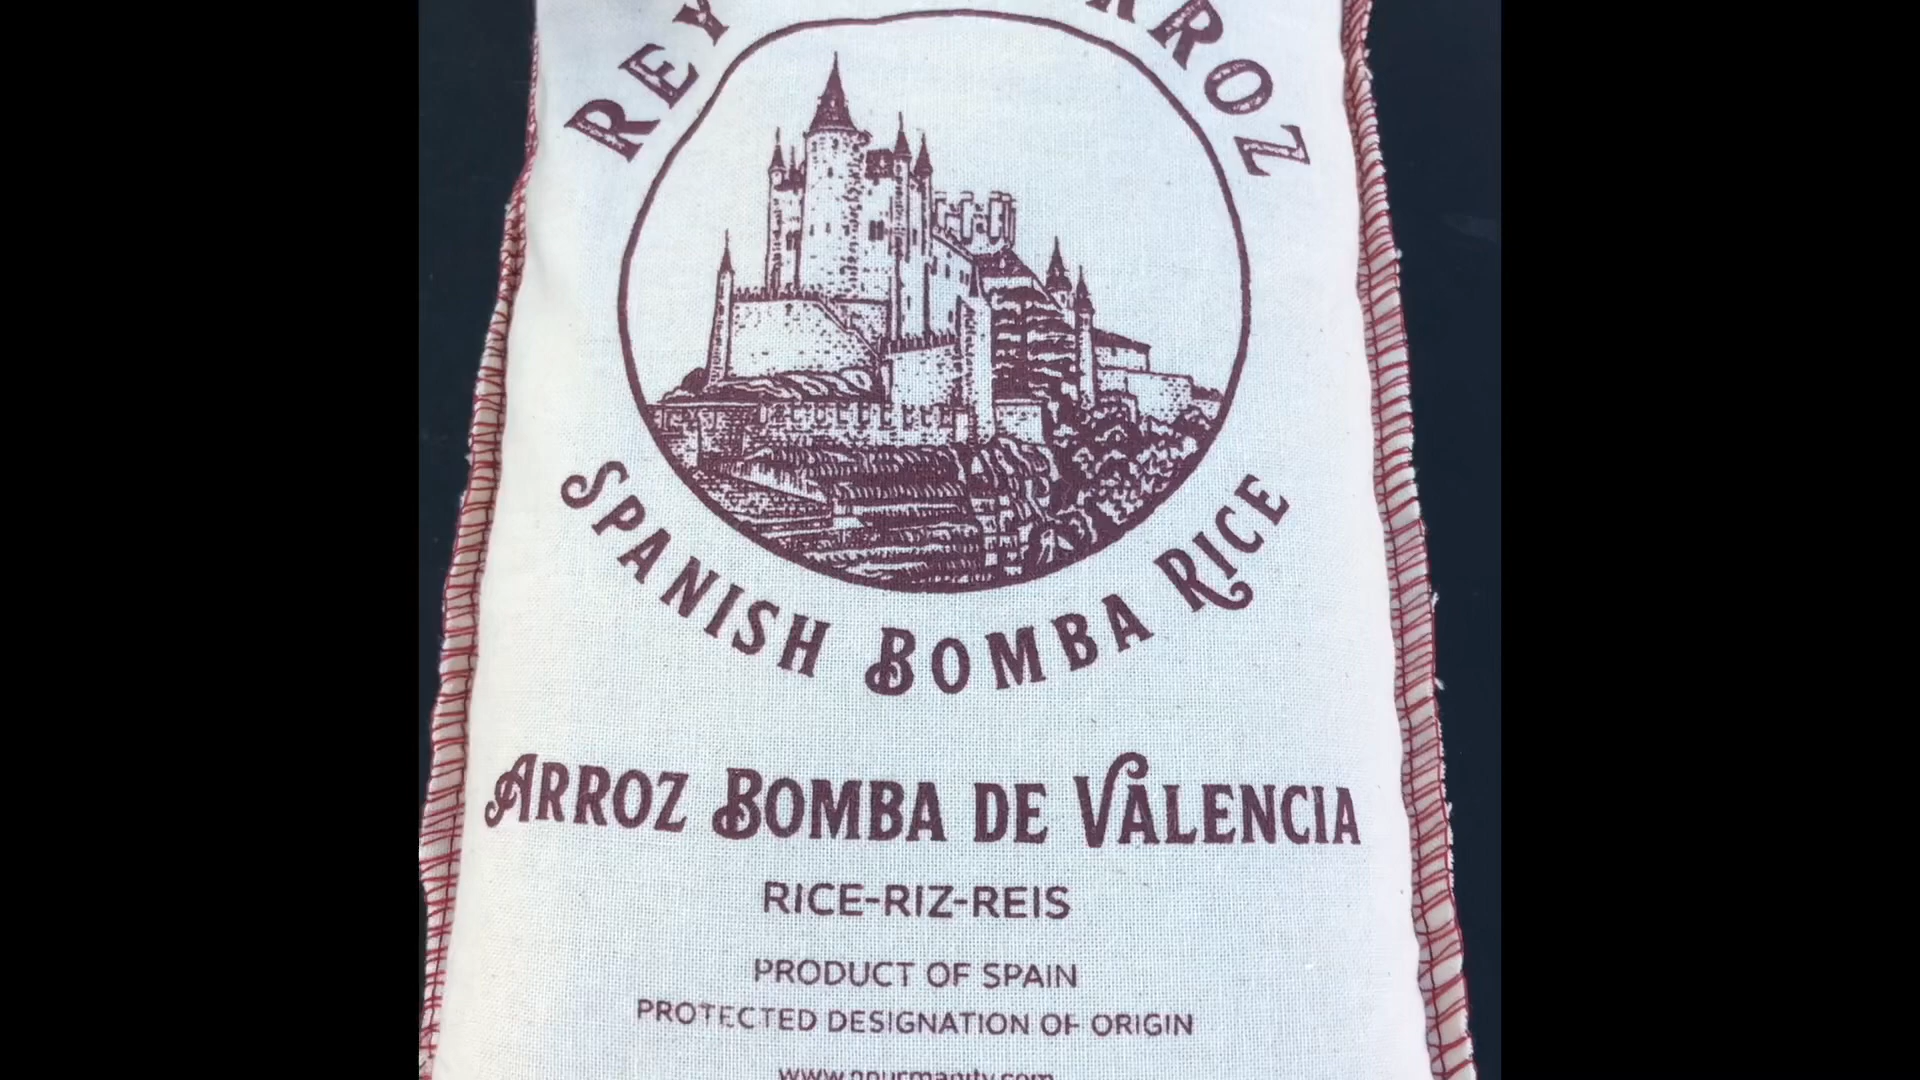 SPANISH BOMBA RICE
ARROZ BOMBA DE VALENCIA
RICE-RIZ-REIS
PRODUCT OF SPAIN
PROTECTED DESIGNATION OF ORIGIN